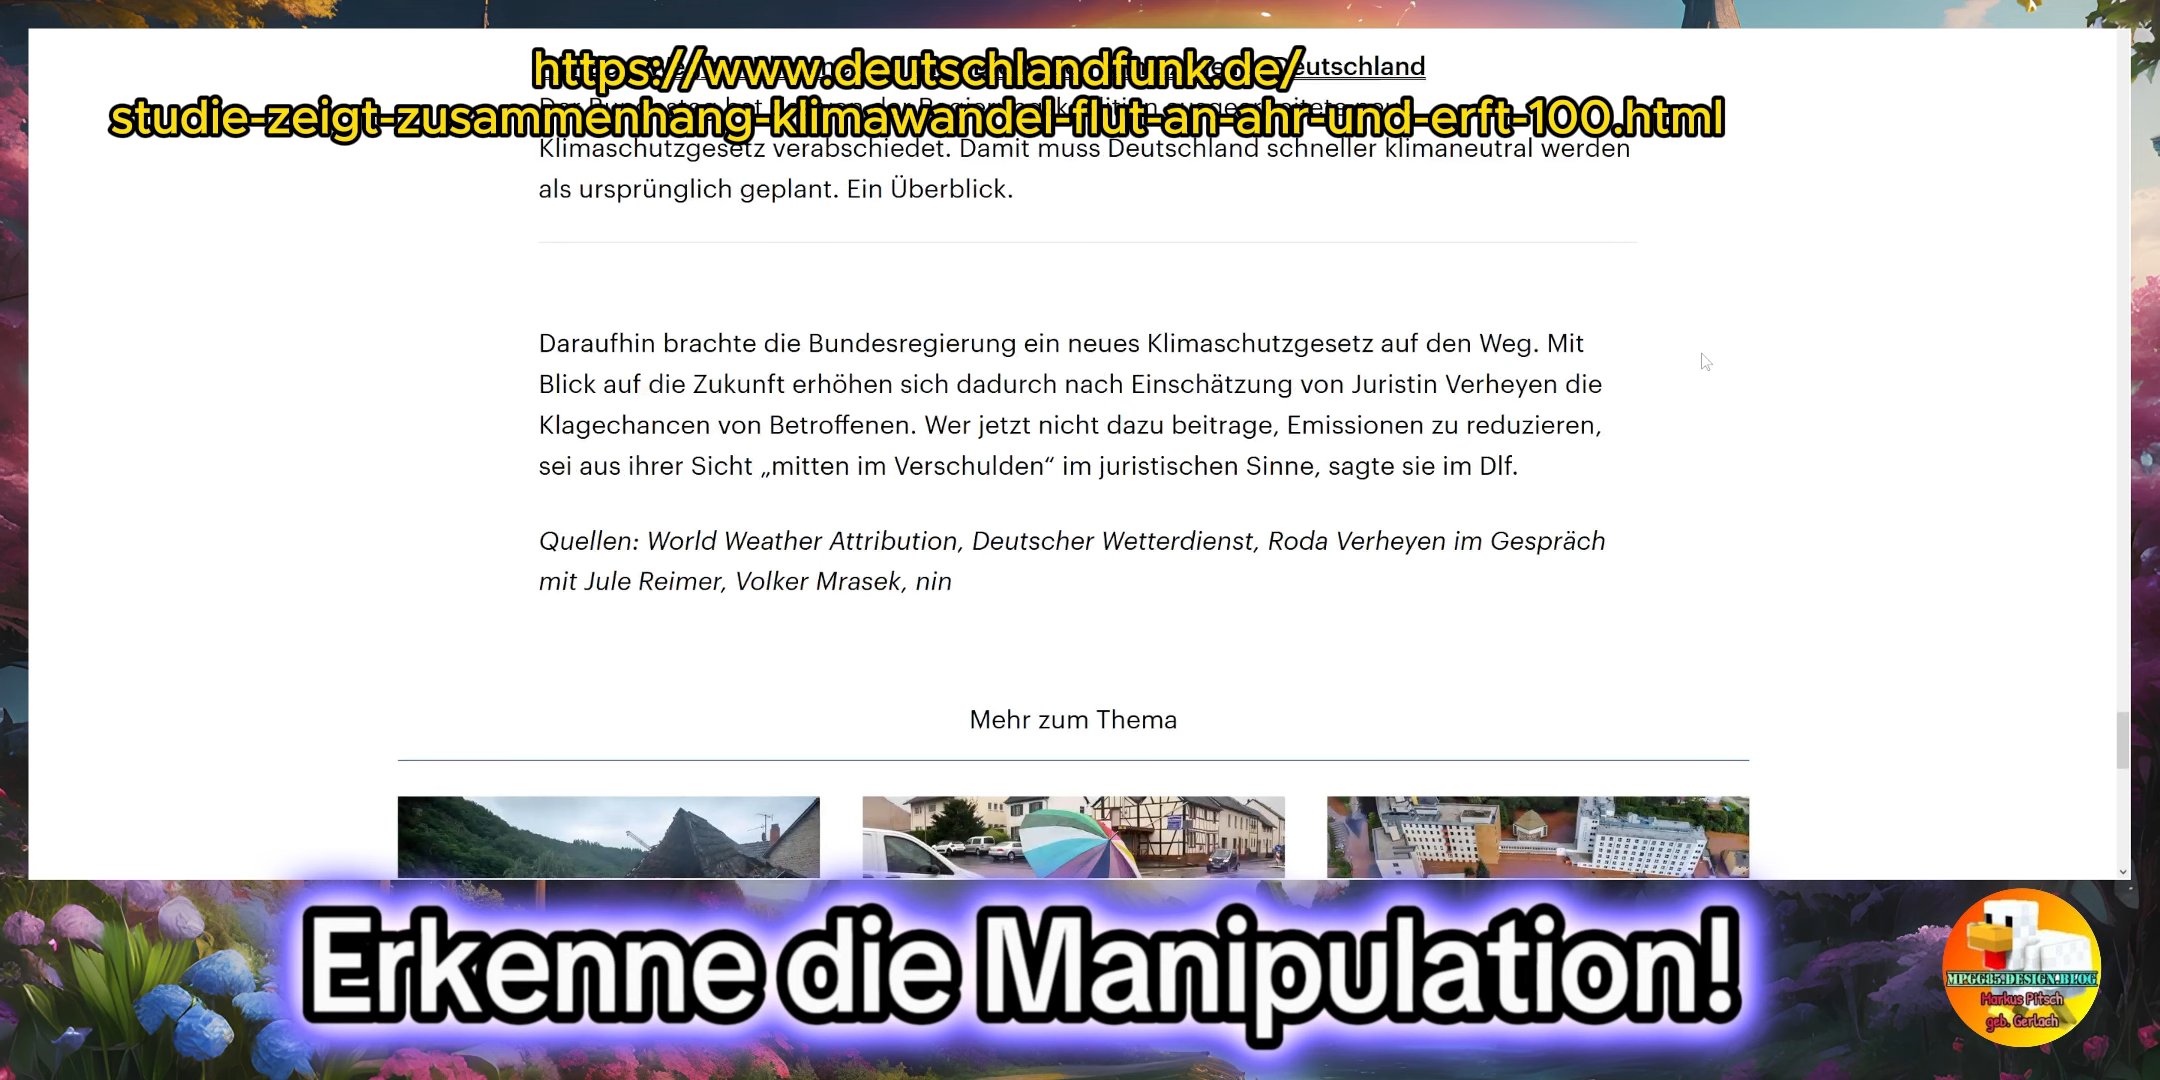 https://www.deutschlandfunk.de/
Deutschland
studie-zeigt-zusammenhang-klimawandel-flut-an-ahr-und-erft-100.html
Klimaschutzgesetz verabschiedet. Damit muss Deutschland schneller klimaneutral werden
als ursprünglich geplant. Ein Überblick.
Daraufhin brachte die Bundesregierung ein neues Klimaschutzgesetz auf den Weg. Mit
Blick auf die Zukunft erhöhen sich dadurch nach Einschätzung von Juristin Verheyen die
Klagechancen von Betroffenen. Wer jetzt nicht dazu beitrage, Emissionen zu reduzieren,
sei aus ihrer Sicht „mitten im Verschulden“ im juristischen Sinne, sagte sie im Dlf.
Quellen: World Weather Attribution, Deutscher Wetterdienst, Roda Verheyen im Gespräch
mit Jule Reimer, Volker Mrasek, nin
Mehr zum Thema
Erkenne die Manipulation!
MPGG85.DESIGN.BLOG
Markus Pitsch
geb. Gerlach